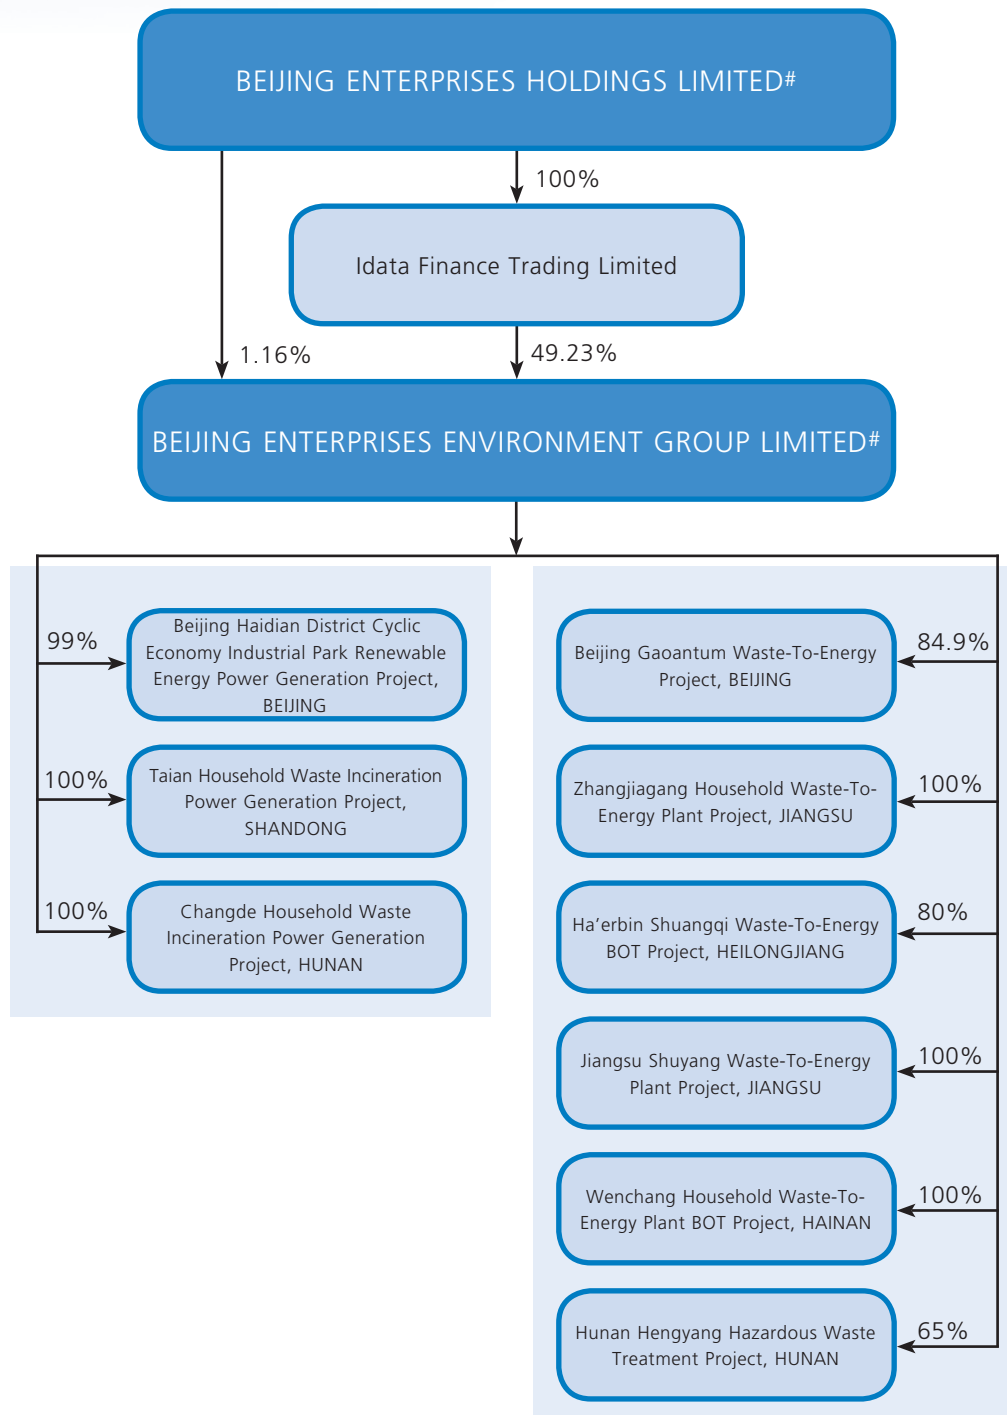 BEIJING ENTERPRISES HOLDINGS LIMITED#
100%
Idata Finance Trading Limited
1.16%
49.23%
BEIJING ENTERPRISES ENVIRONMENT GROUP LIMITED#
99%
Beijing Haidian District Cyclic
Economy Industrial Park Renewable
Energy Power Generation Project,
BEIJING
100%
Taian Household Waste Incineration
Power Generation Project,
SHANDONG
100%
Changde Household Waste
Incineration Power Generation
Project, HUNAN
Beijing Gaoantum Waste-To-Energy
Project, BEIJING
84.9%
Zhangjiagang Household Waste-To-
Energy Plant Project, JIANGSU
100%
Ha’erbin Shuangqi Waste-To-Energy
BOT Project, HEILONGJIANG
80%
Jiangsu Shuyang Waste-To-Energy
Plant Project, JIANGSU
100%
Wenchang Household Waste-To-
Energy Plant BOT Project, HAINAN
100%
Hunan Hengyang Hazardous Waste
Treatment Project, HUNAN
65%